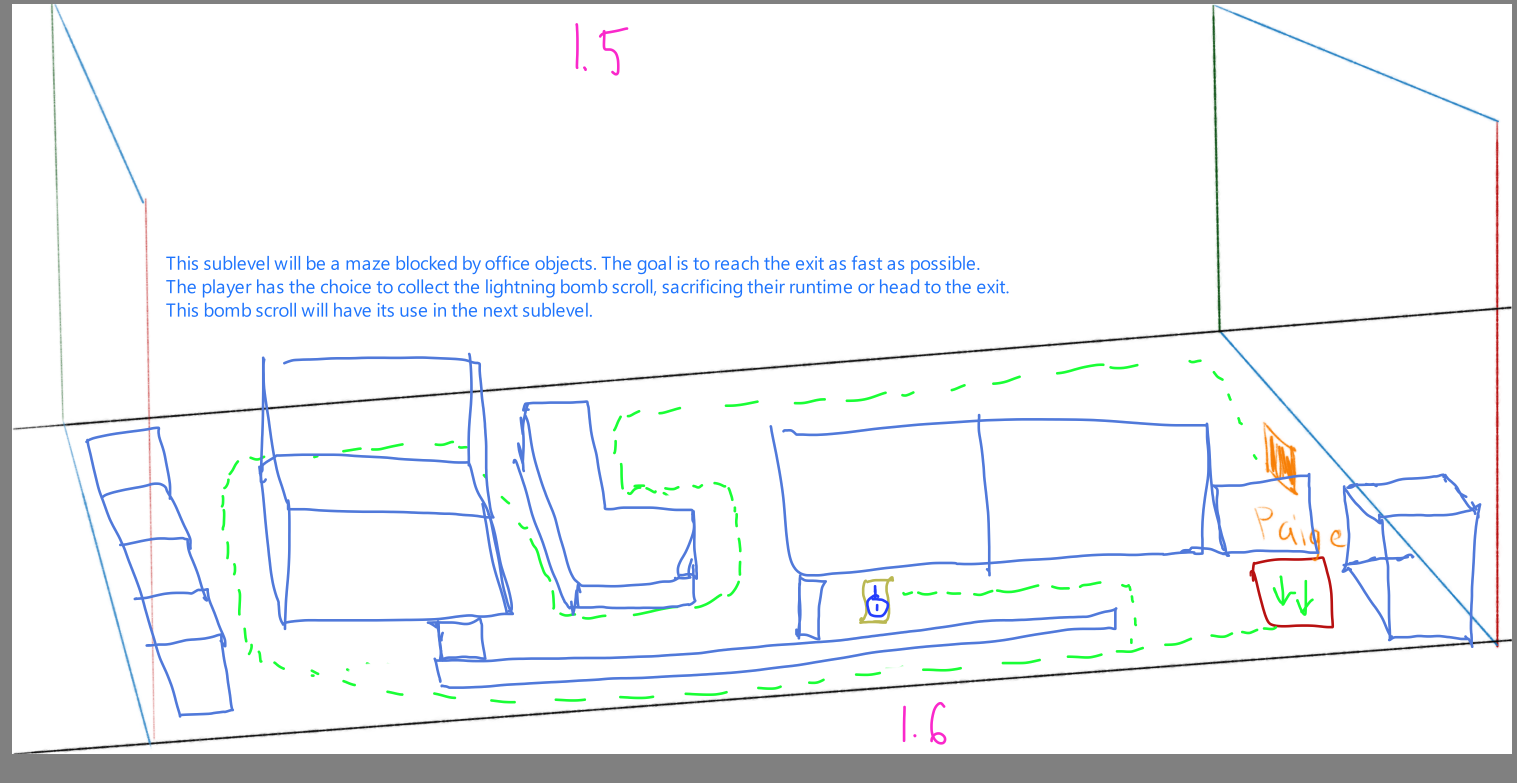 1.5
This sublevel will be a maze blocked by office objects. The goal is to reach the exit as fast as possible.
The player has the choice to collect the lightning bomb scroll, sacrificing their runtime or head to the exit.
This bomb scroll will have its use in the next sublevel.
Paige
1.6